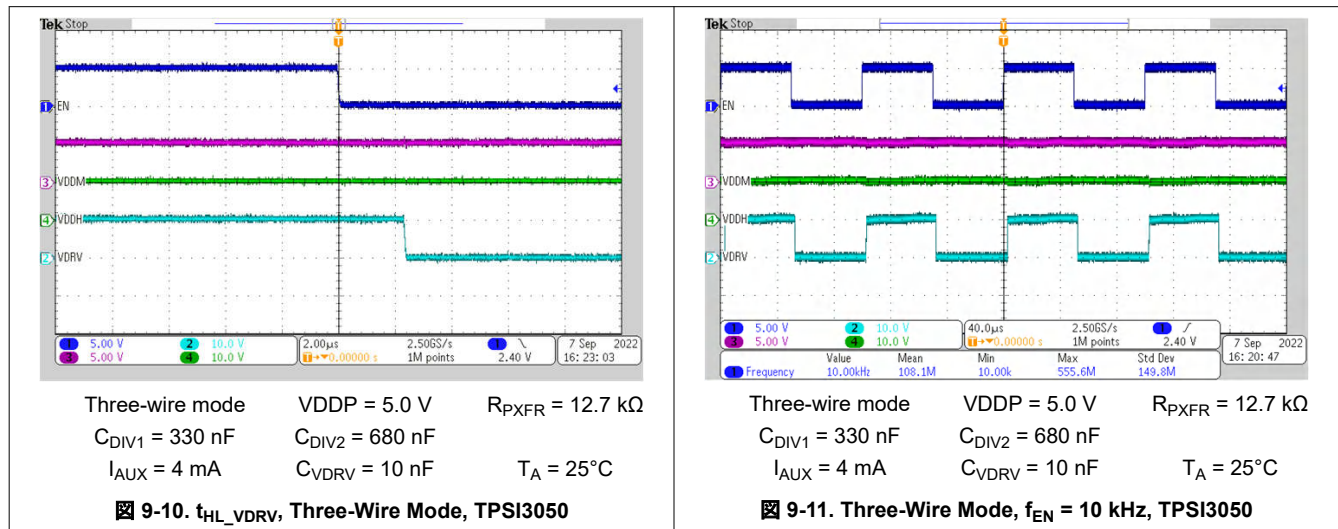 Tek Stop
T
T
1 EN
3 VDDM
4 VDDH
2 VDRV
1 5.00 V 2 10.0 V
3 5.00 V 4 10.0 V
2.00µs 2.50GS/s
T→▼0.00000 s 1M points
1 \ 2.40 V
7 Sep 2022
16:23:03
Three-wire mode VDDP = 5.0 V RPXFR = 12.7 kΩ
CDIV1 = 330 nF CDIV2 = 680 nF
IAUX = 4 mA CVDRV = 10 nF TA = 25°C
図 9-10. tHL_VDRV, Three-Wire Mode, TPSI3050
Tek Stop
T
T
1 EN
3 VDDM
4 VDDH
2 VDRV
1 5.00 V 2 10.0 V
3 5.00 V 4 10.0 V
40.0µs 2.50GS/s
T→▼0.00000 s 1M points
1 ∫ 2.40 V
Value Mean Min Max Std Dev
1 Frequency 10.00kHz 108.1M 10.00k 555.6M 149.8M
7 Sep 2022
16:20:47
Three-wire mode VDDP = 5.0 V RPXFR = 12.7 kΩ
CDIV1 = 330 nF CDIV2 = 680 nF
IAUX = 4 mA CVDRV = 10 nF TA = 25°C
図 9-11. Three-Wire Mode, fEN = 10 kHz, TPSI3050